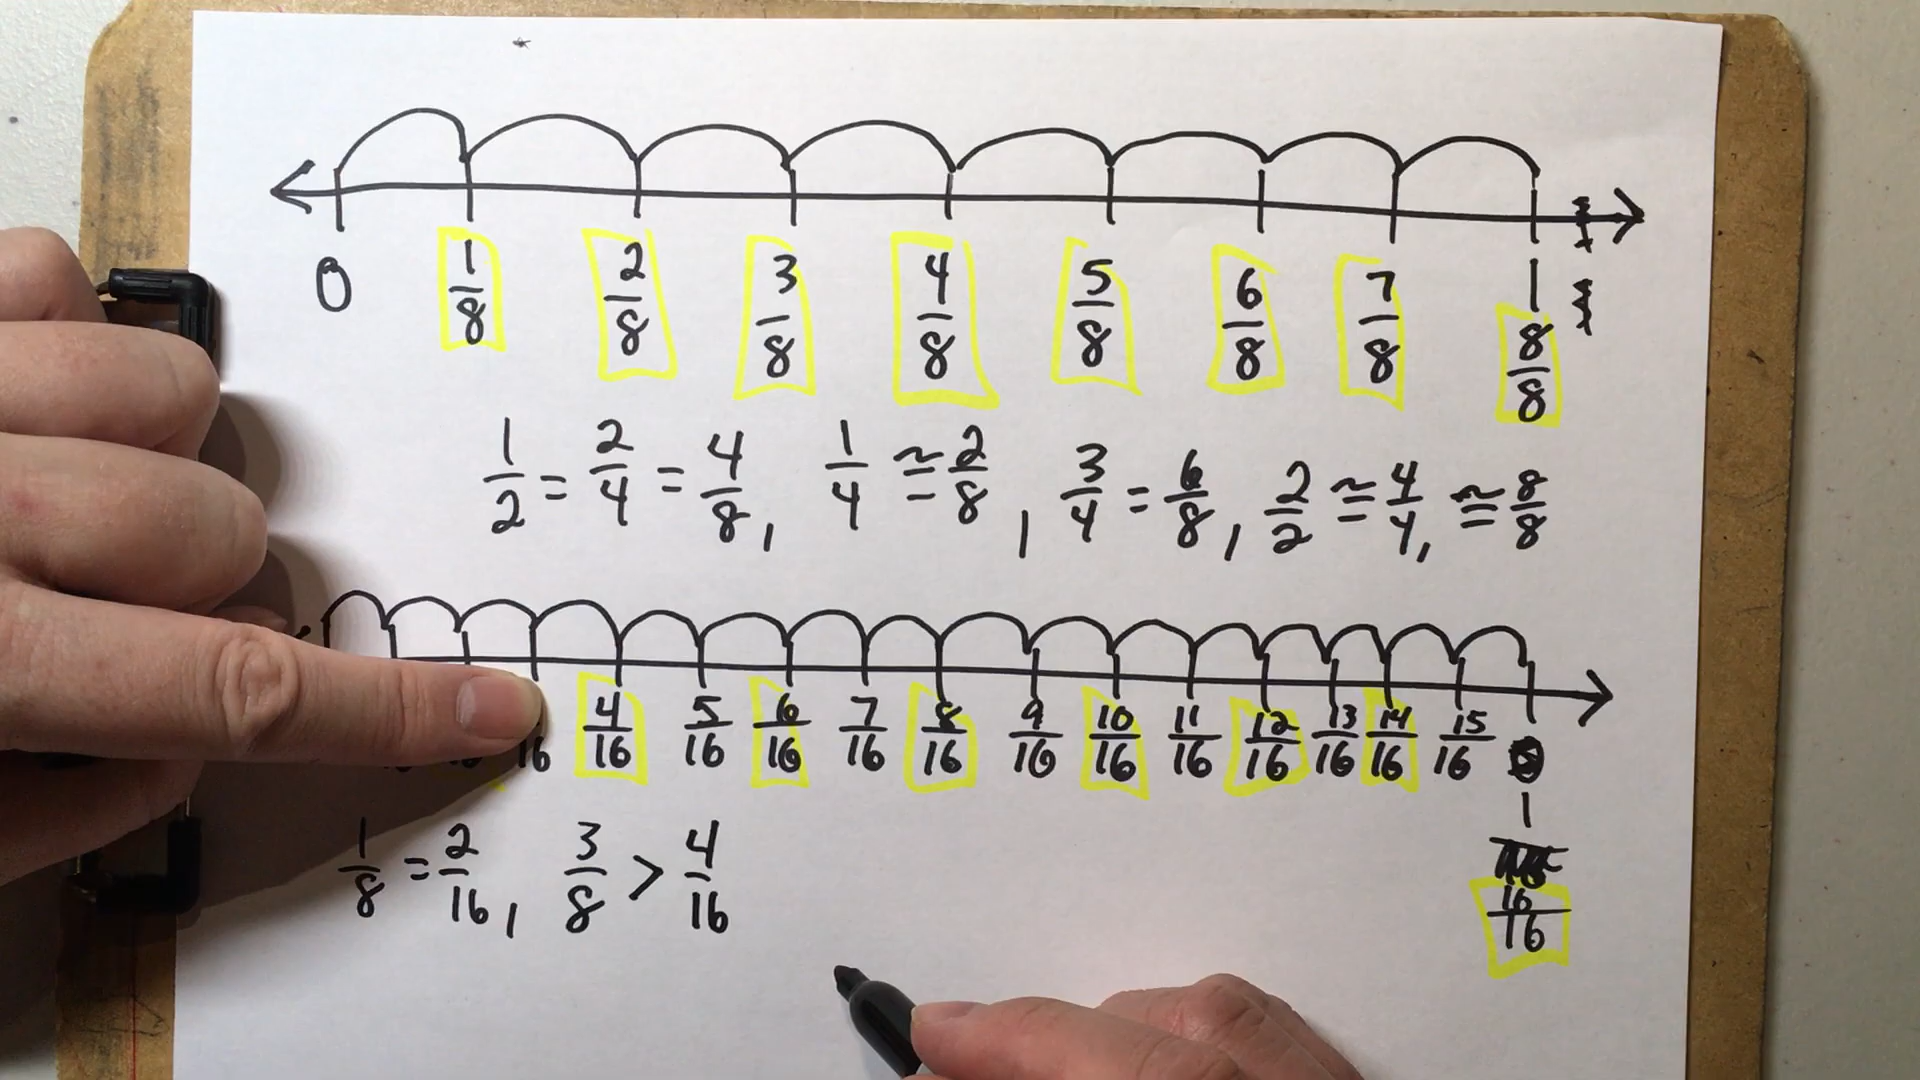 0 1/8 2/8 3/8 4/8 5/8 6/8 7/8 1
8/8
1/2 = 2/4 = 4/8, 1/4 ≅ 2/8, 3/4 = 6/8, 2/2 ≅ 4/4, ≅ 8/8
4/16 5/16 6/16 7/16 8/16 9/16 10/16 11/16 12/16 13/16 14/16 15/16
1
16/16
1/8 = 2/16, 3/8 > 4/16